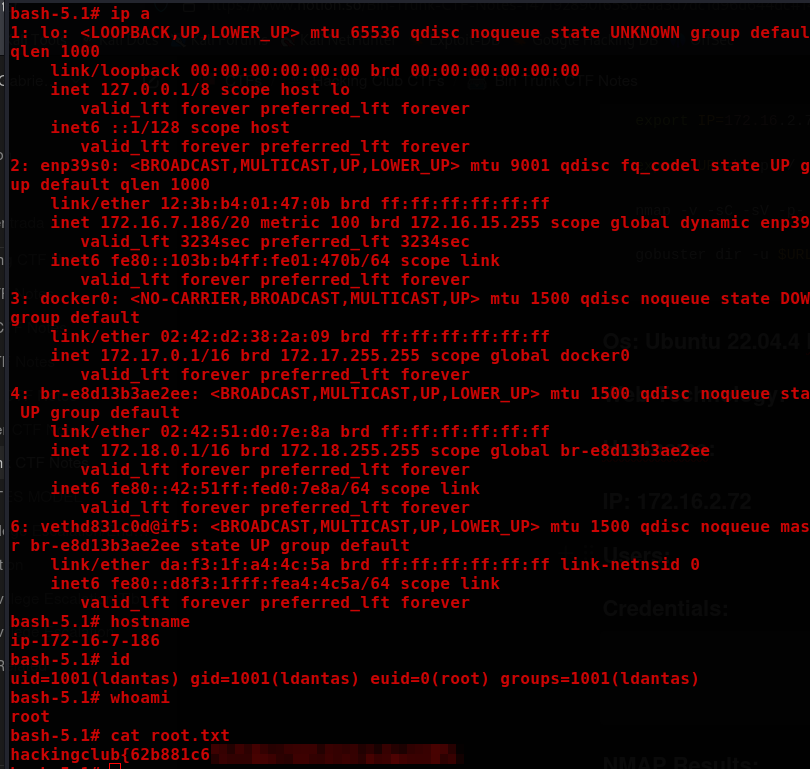 bash-5.1# ip a
1: lo: <LOOPBACK,UP,LOWER_UP> mtu 65536 qdisc noqueue state UNKNOWN group defaul
qlen 1000
link/loopback 00:00:00:00:00:00 brd 00:00:00:00:00:00
inet 127.0.0.1/8 scope host lo
valid_lft forever preferred_lft forever
inet6 ::1/128 scope host
valid_lft forever preferred_lft forever
2: enp39s0: <BROADCAST,MULTICAST,UP,LOWER_UP> mtu 9001 qdisc fq_codel state UP g
up default qlen 1000
link/ether 12:3b:b4:01:47:0b brd ff:ff:ff:ff:ff:ff
inet 172.16.7.186/20 metric 100 brd 172.16.15.255 scope global dynamic enp39
valid_lft 3234sec preferred_lft 3234sec
inet6 fe80::103b:b4ff:fe01:470b/64 scope link
valid_lft forever preferred_lft forever
3: docker0: <NO-CARRIER,BROADCAST,MULTICAST,UP> mtu 1500 qdisc noqueue state DOW
group default
link/ether 02:42:d2:38:2a:09 brd ff:ff:ff:ff:ff:ff
inet 172.17.0.1/16 brd 172.17.255.255 scope global docker0
valid_lft forever preferred_lft forever
4: br-e8d13b3ae2ee: <BROADCAST,MULTICAST,UP,LOWER_UP> mtu 1500 qdisc noqueue sta
UP group default
link/ether 02:42:51:d0:7e:8a brd ff:ff:ff:ff:ff:ff
inet 172.18.0.1/16 brd 172.18.255.255 scope global br-e8d13b3ae2ee
valid_lft forever preferred_lft forever
inet6 fe80::42:51ff:fed0:7e8a/64 scope link
valid_lft forever preferred_lft forever
6: vethd831c0d@if5: <BROADCAST,MULTICAST,UP,LOWER_UP> mtu 1500 qdisc noqueue mas
r br-e8d13b3ae2ee state UP group default
link/ether da:f3:1f:a4:4c:5a brd ff:ff:ff:ff:ff:ff link-netnsid 0
inet6 fe80::d8f3:1fff:fea4:4c5a/64 scope link
valid_lft forever preferred_lft forever
bash-5.1# hostname
ip-172-16-7-186
bash-5.1# id
uid=1001(ldantas) gid=1001(ldantas) euid=0(root) groups=1001(ldantas)
bash-5.1# whoami
root
bash-5.1# cat root.txt
hackingclub{62b881c6
bash-5.1#
Os: Ubuntu 22.04.4
IP: 172.16.2.72
Users:
Credentials:
NMAP Results: